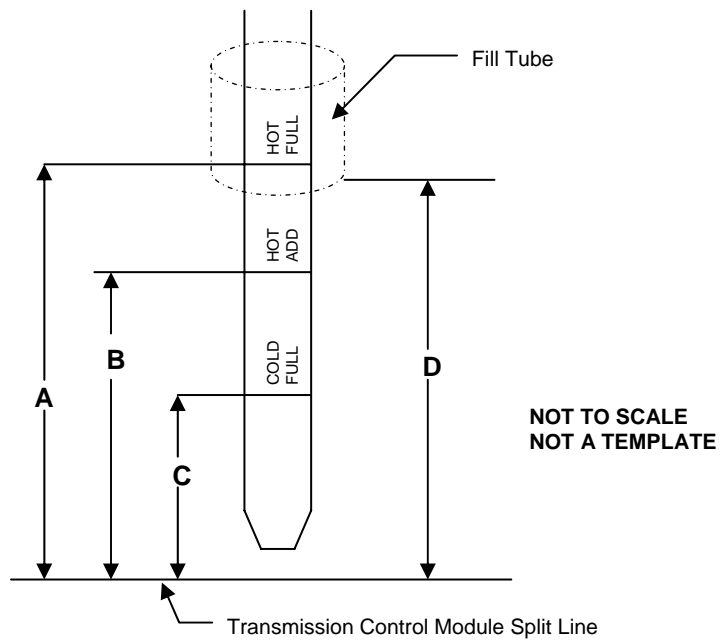 Fill Tube
HOT
FULL
HOT
ADD
COLD
FULL
A
B
C
D
NOT TO SCALE
NOT A TEMPLATE
Transmission Control Module Split Line